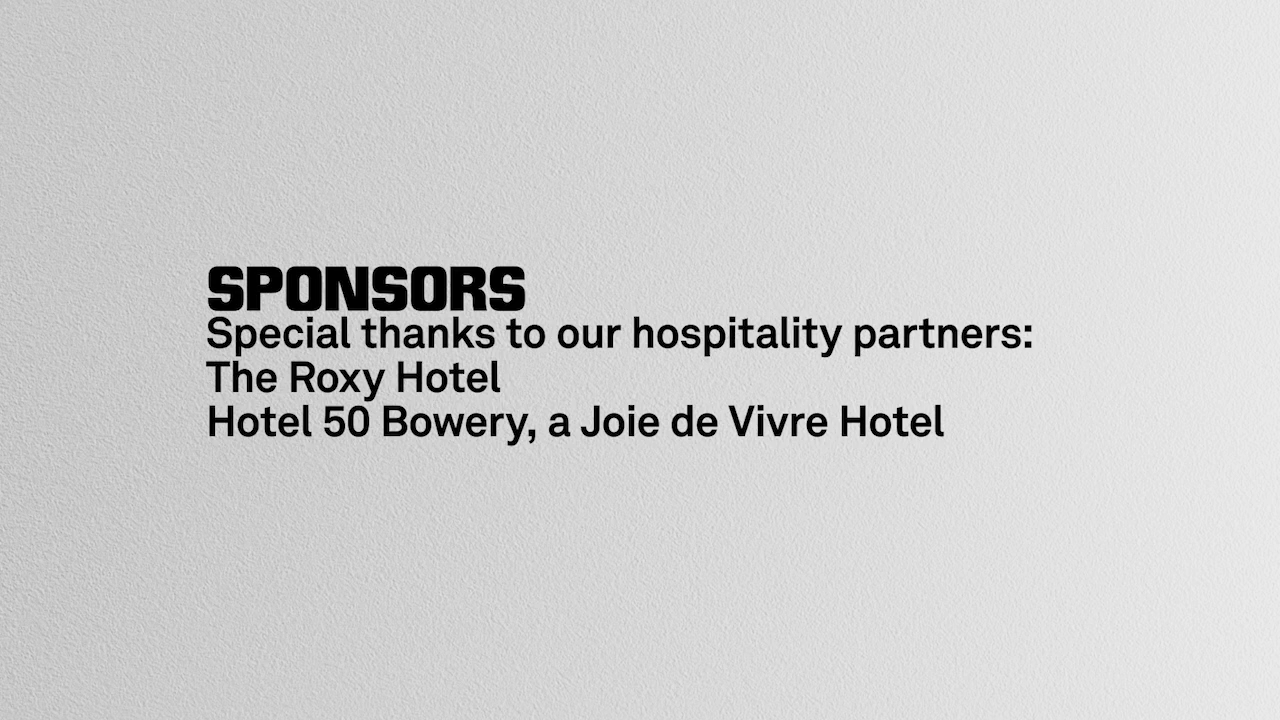 SPONSORS
Special thanks to our hospitality partners:
The Roxy Hotel
Hotel 50 Bowery, a Joie de Vivre Hotel